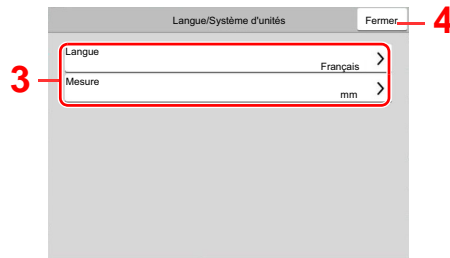 Langue/Système d'unités
Fermer
4
3
Langue
Français
Mesure
mm